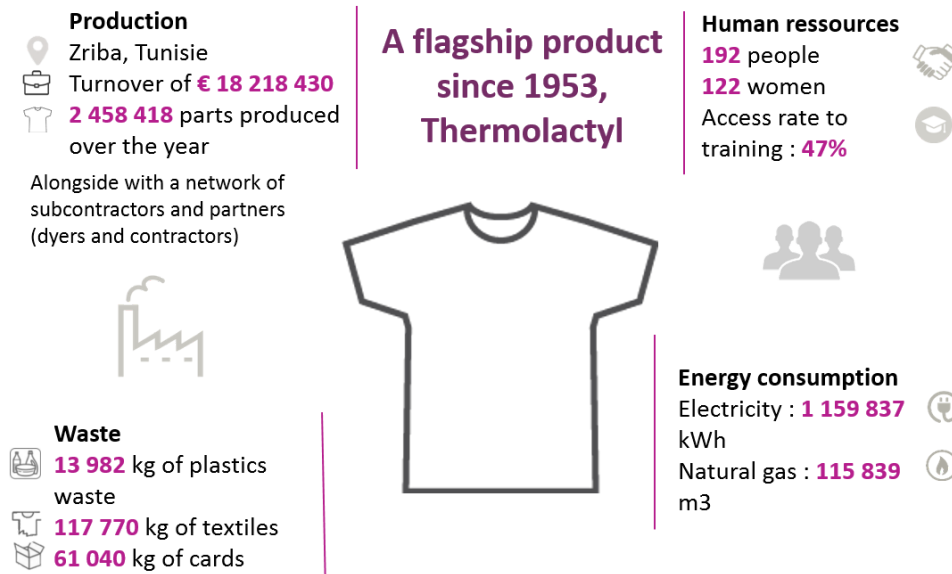 Production
Zriba, Tunisie
Turnover of € 18 218 430
2 458 418 parts produced
over the year
Alongside with a network of
subcontractors and partners
(dyers and contractors)
A flagship product
since 1953,
Thermolactyl
Human ressources
192 people
122 women
Access rate to
training : 47%
Waste
13 982 kg of plastics
waste
117 770 kg of textiles
61 040 kg of cards
Energy consumption
Electricity : 1 159 837
kWh
Natural gas : 115 839
m3